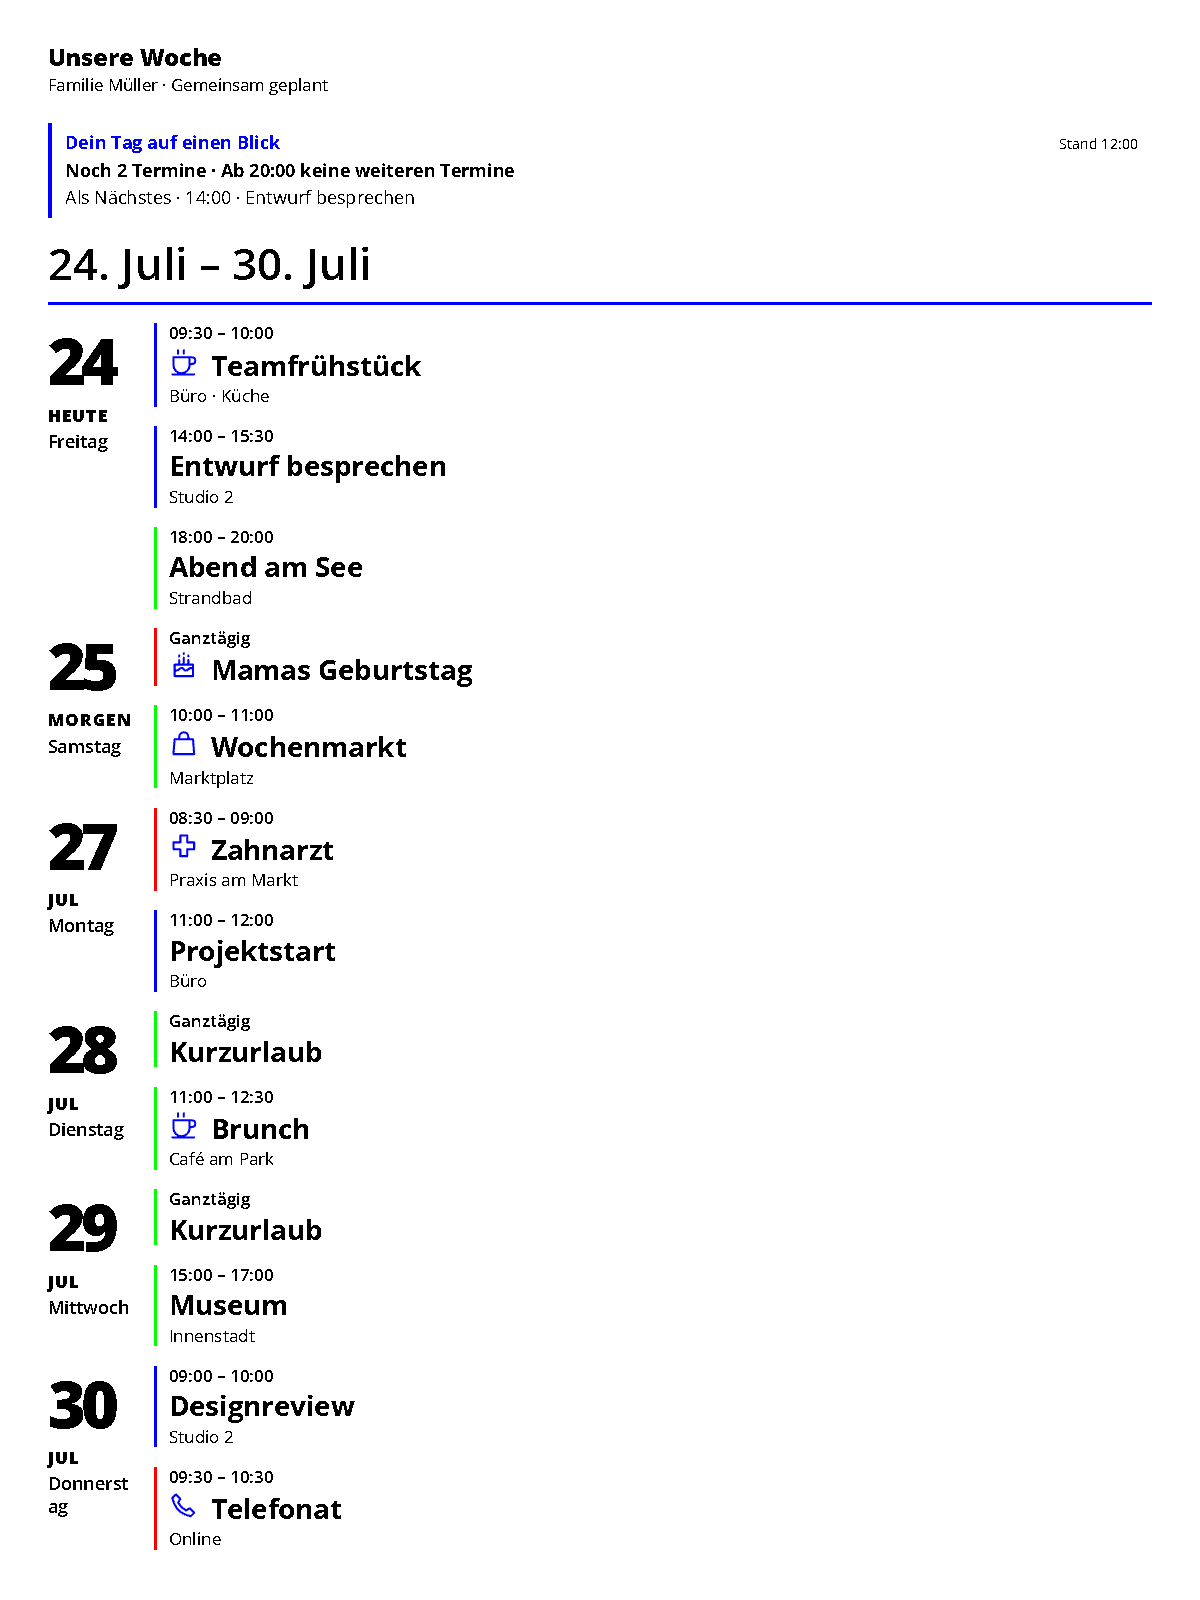 Unsere Woche
Familie Müller · Gemeinsam geplant
Dein Tag auf einen Blick
Stand 12:00
Noch 2 Termine · Ab 20:00 keine weiteren Termine
Als Nächstes · 14:00 · Entwurf besprechen
24. Juli – 30. Juli
24
HEUTE
Freitag
09:30 – 10:00
Teamfrühstück
Büro · Küche
14:00 – 15:30
Entwurf besprechen
Studio 2
18:00 – 20:00
Abend am See
Strandbad
25
MORGEN
Samstag
Ganztägig
Mamas Geburtstag
10:00 – 11:00
Wochenmarkt
Marktplatz
27
JUL
Montag
08:30 – 09:00
Zahnarzt
Praxis am Markt
11:00 – 12:00
Projektstart
Büro
28
JUL
Dienstag
Ganztägig
Kurzurlaub
11:00 – 12:30
Brunch
Café am Park
29
JUL
Mittwoch
Ganztägig
Kurzurlaub
15:00 – 17:00
Museum
Innenstadt
30
JUL
Donnerst
ag
09:00 – 10:00
Designreview
Studio 2
09:30 – 10:30
Telefonat
Online